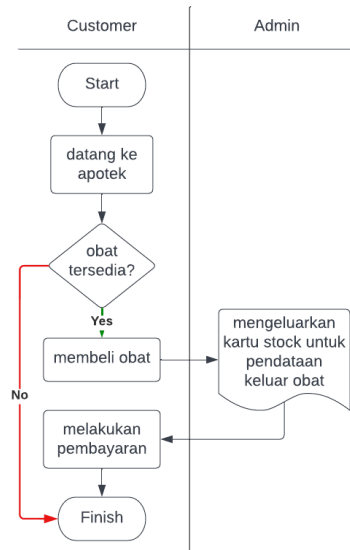 Customer
Admin
Start
datang ke
apotek
obat
tersedia?
Yes
membeli obat
mengeluarkan
kartu stock untuk
pendataan
keluar obat
No
melakukan
pembayaran
Finish